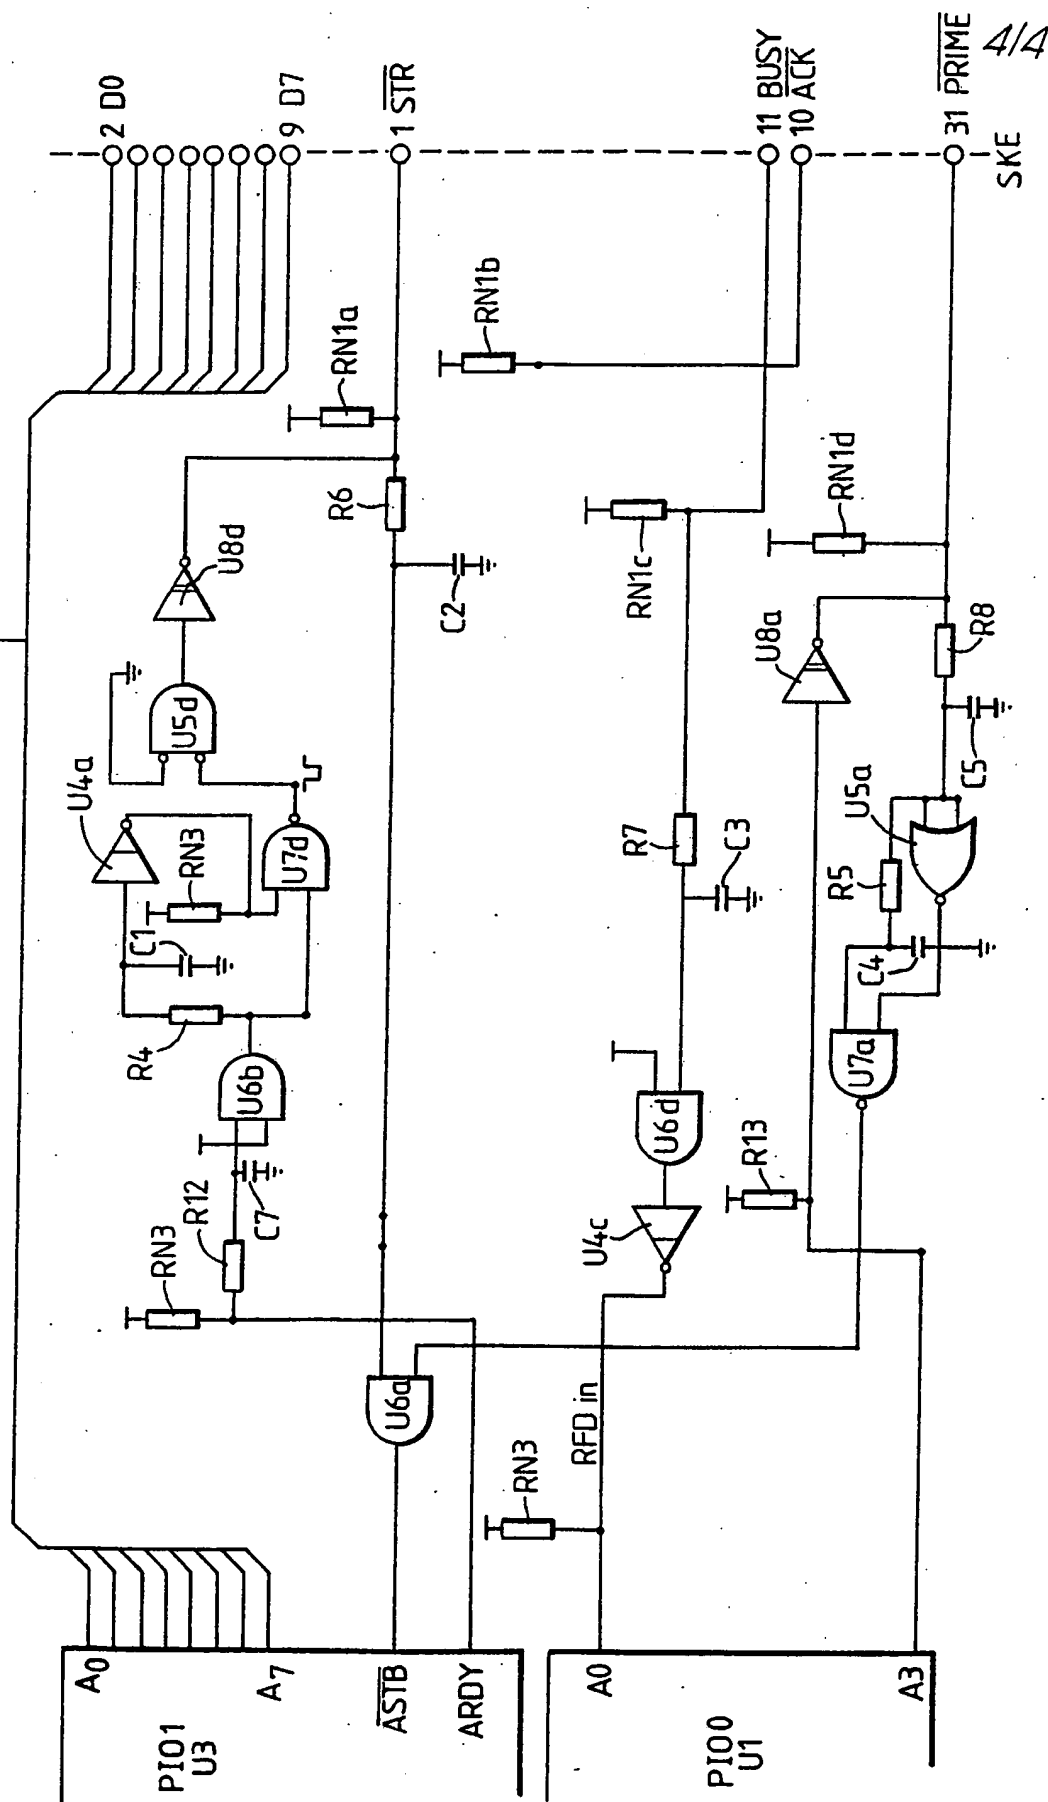 4/4
2 D0
9 D7
1 STR
11 BUSY
10 ACK
31 PRIME
SKE
RN1a
RN1b
RN1c
RN1d
R6
U8d
C2
U5d
U4a
RN3
U7d
C1
R4
U6b
R12
C7
RN3
U8a
R8
C5
U5a
R5
C4
U7a
R7
C3
U6d
U4c
R13
U6a
RN3
RFD in
A0
A7
ASTB
ARDY
PIO1
U3
A0
A3
PIO0
U1